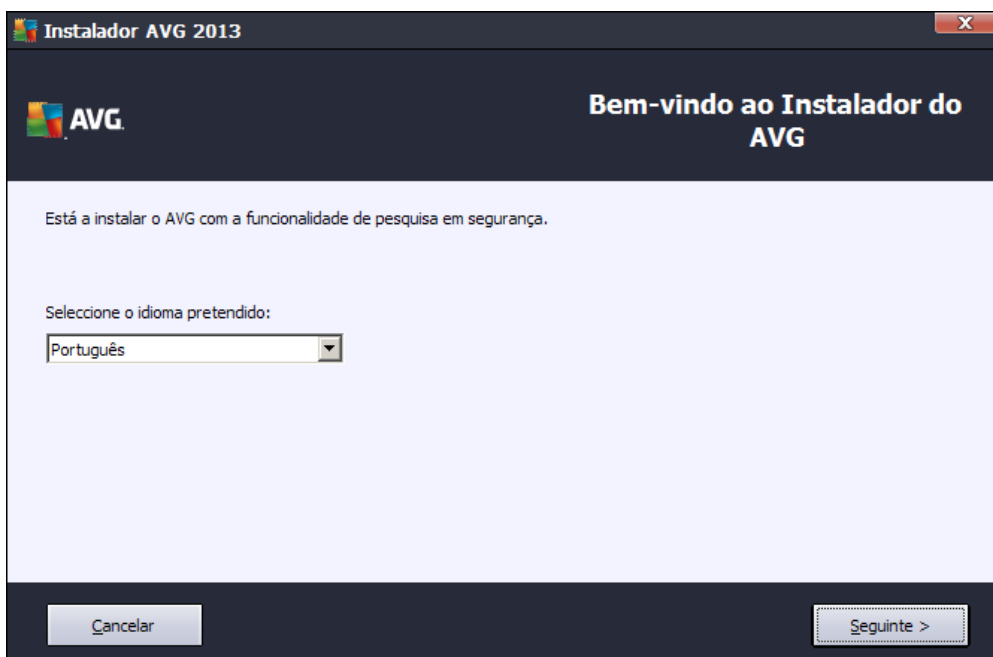 Instalador AVG 2013
X
AVG.
Bem-vindo ao Instalador do
AVG
Está a instalar o AVG com a funcionalidade de pesquisa em segurança.
Seleccione o idioma pretendido:
Português
Cancelar
Seguinte >